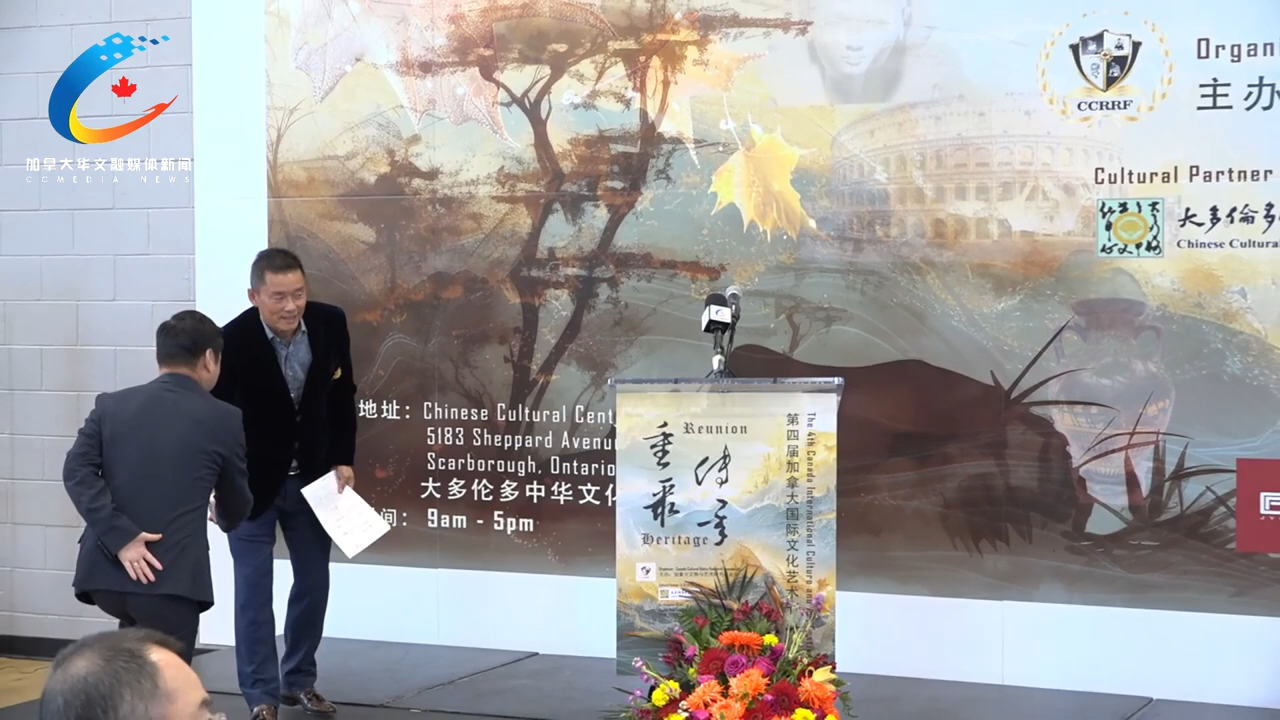 加拿大华文融媒体新闻
CCMEDIA NEWS
CCRRF
Organ
主办
Cultural Partner
大多伦多
Chinese Cultura
地址：Chinese Cultural Cent
5183 Sheppard Avenu
Scarborough, Ontario
大多伦多中华文化
间：9am - 5pm
Reunion
重聚
传承
Heritage
第四届加拿大国际文化艺术
The 4th Canada International Culture and